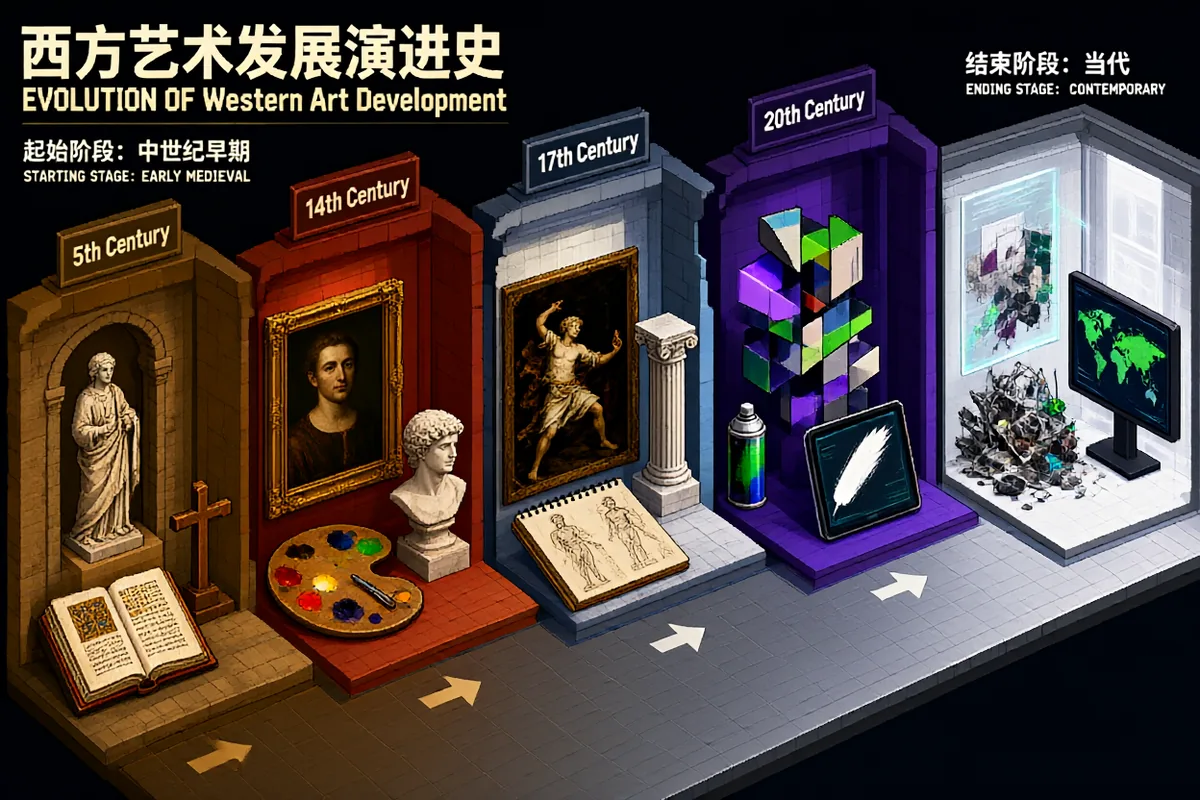 西方艺术发展演进史
EVOLUTION OF Western Art Development
起始阶段：中世纪早期
STARTING STAGE: EARLY MEDIEVAL
5th Century
14th Century
17th Century
20th Century
结束阶段：当代
ENDING STAGE: CONTEMPORARY